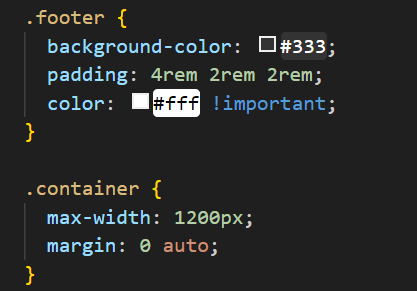 .footer {
background-color: #333;
padding: 4rem 2rem 2rem;
color: #fff !important;
}
.container {
max-width: 1200px;
margin: 0 auto;
}